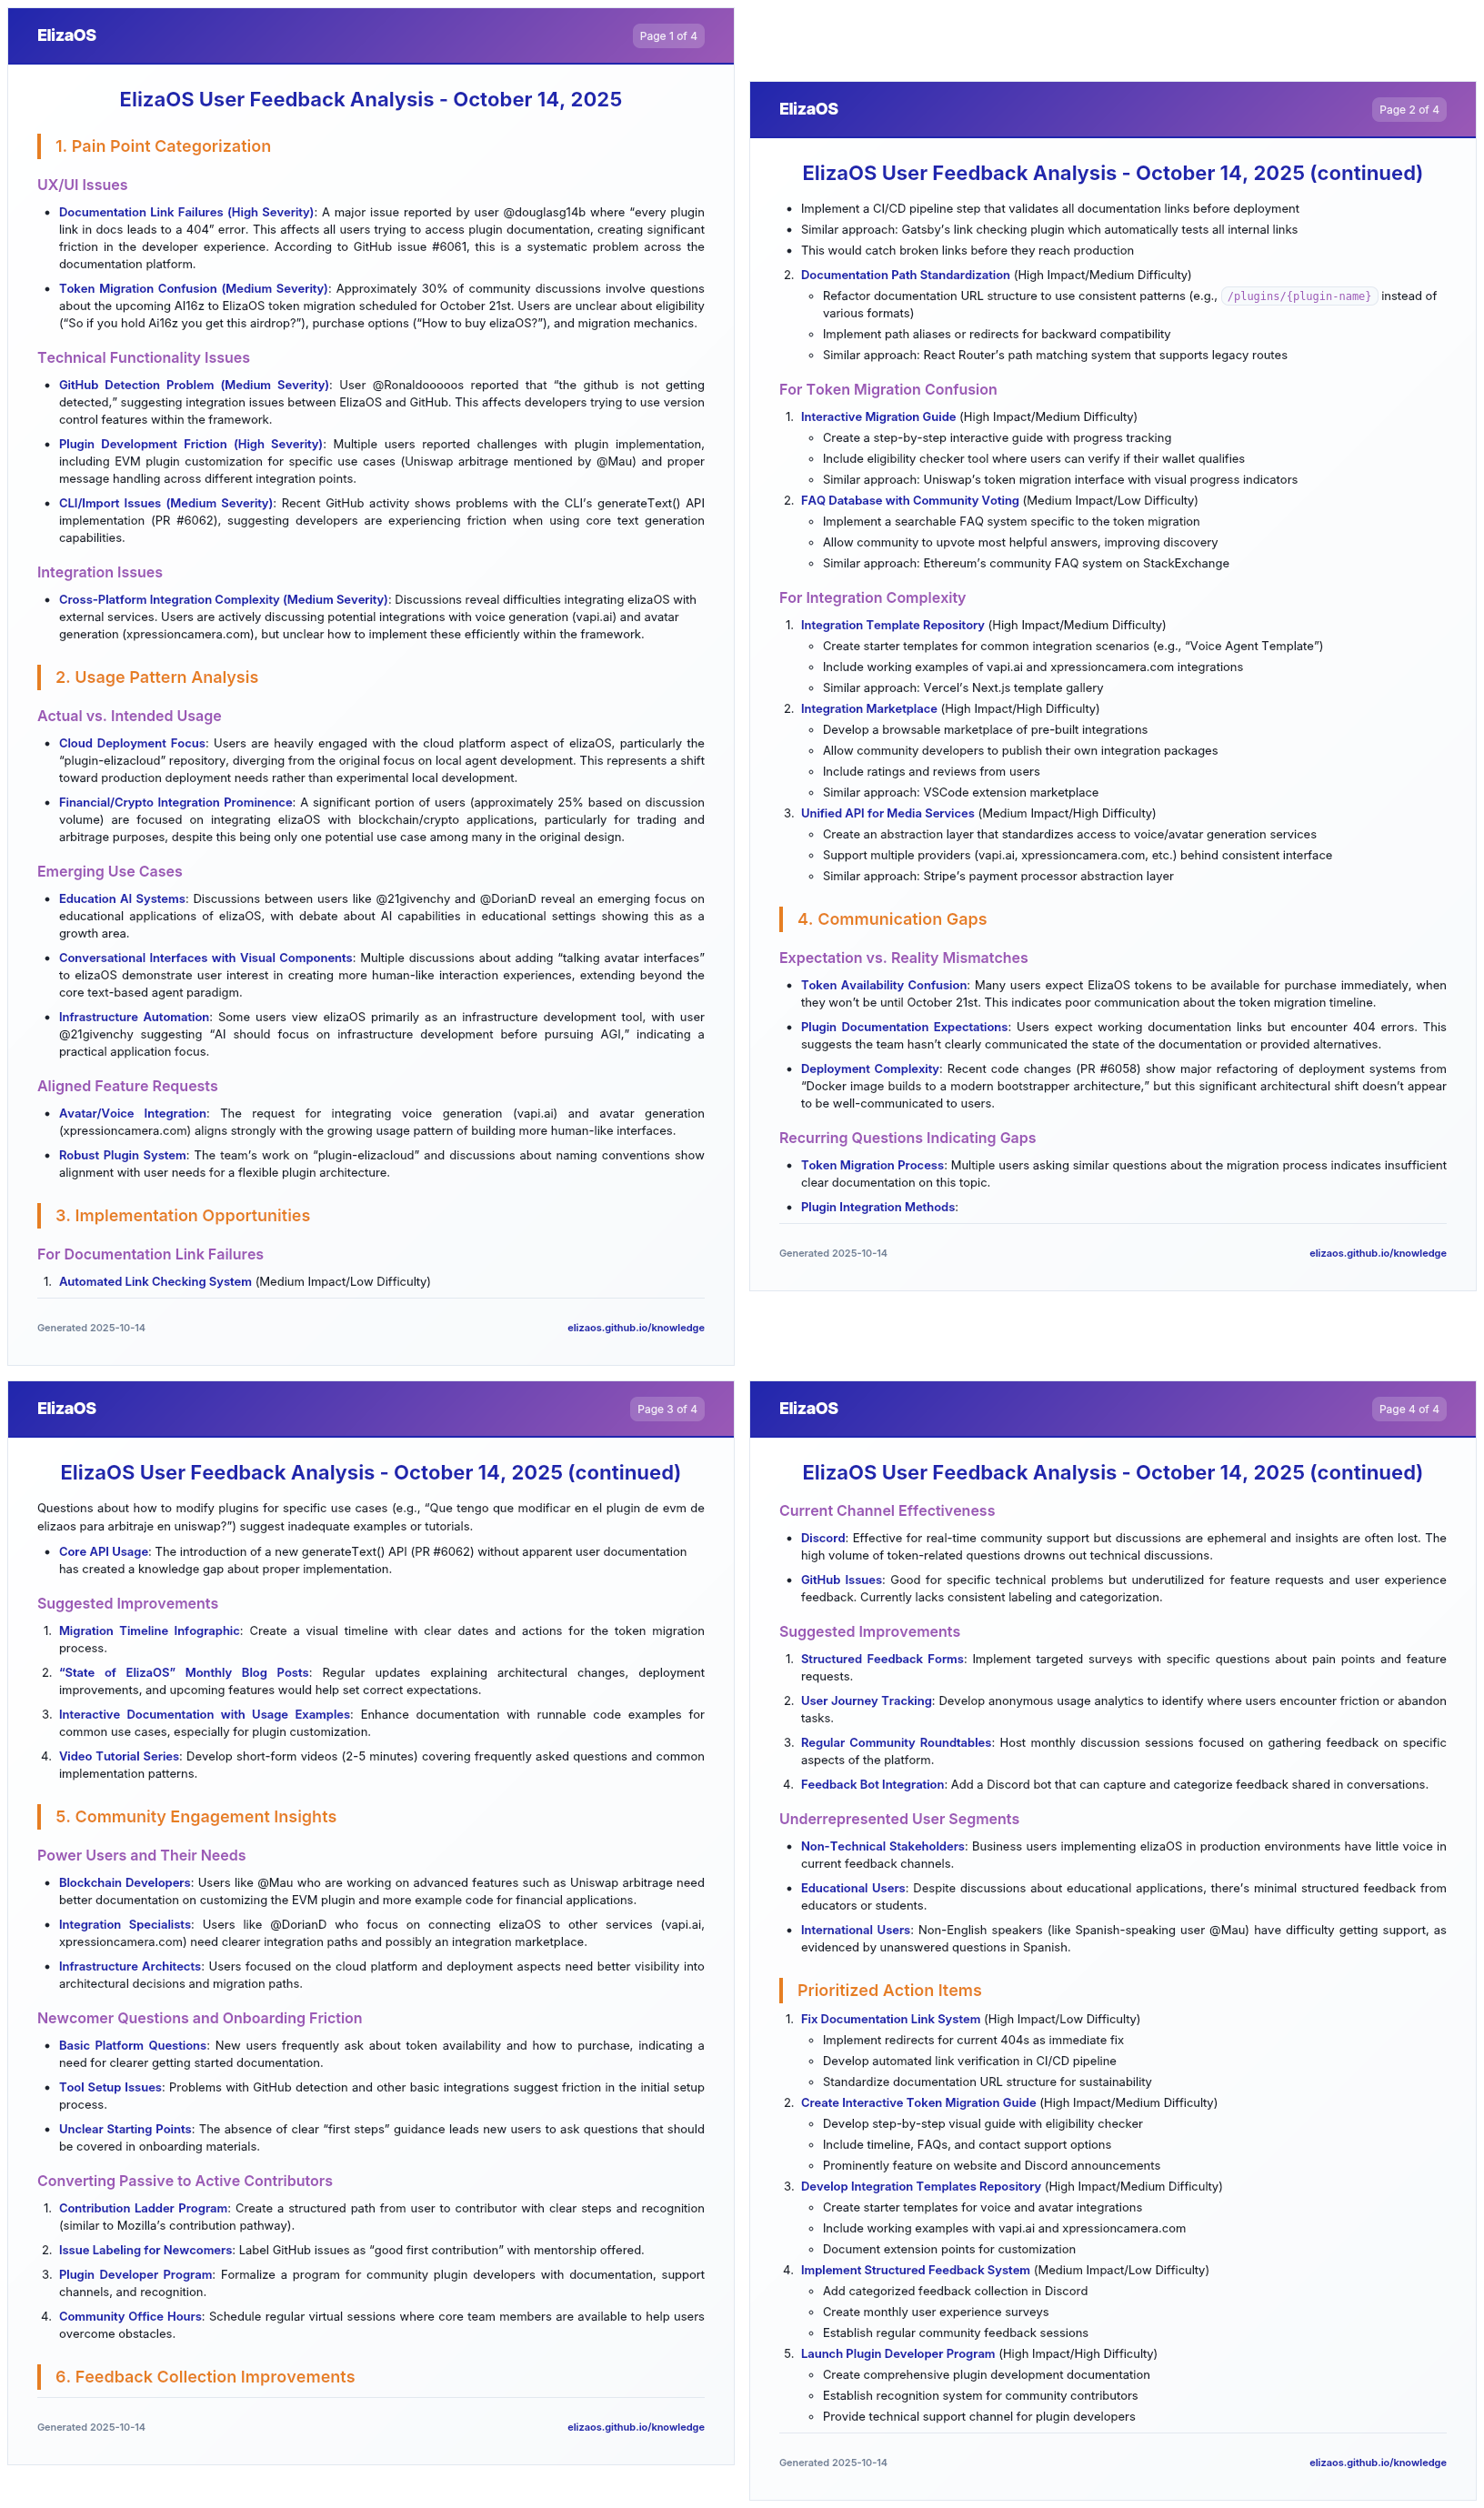 ElizaOS
Page 1 of 4
ElizaOS User Feedback Analysis - October 14, 2025
1. Pain Point Categorization
UX/UI Issues
• Documentation Link Failures (High Severity): A major issue reported by user @douglasg14b where “every plugin
link in docs leads to a 404” error. This affects all users trying to access plugin documentation, creating significant
friction in the developer experience. According to GitHub issue #6061, this is a systematic problem across the
documentation platform.
• Token Migration Confusion (Medium Severity): Approximately 30% of community discussions involve questions
about the upcoming AI16z to ElizaOS token migration scheduled for October 21st. Users are unclear about eligibility
(“So if you hold Ai16z you get this airdrop?”), purchase options (“How to buy elizaOS?”), and migration mechanics.
Technical Functionality Issues
• GitHub Detection Problem (Medium Severity): User @Ronaldooooos reported that “the github is not getting
detected,” suggesting integration issues between ElizaOS and GitHub. This affects developers trying to use version
control features within the framework.
• Plugin Development Friction (High Severity): Multiple users reported challenges with plugin implementation,
including EVM plugin customization for specific use cases (Uniswap arbitrage mentioned by @Mau) and proper
message handling across different integration points.
• CLI/Import Issues (Medium Severity): Recent GitHub activity shows problems with the CLI’s generateText() API
implementation (PR #6062), suggesting developers are experiencing friction when using core text generation
capabilities.
Integration Issues
• Cross-Platform Integration Complexity (Medium Severity): Discussions reveal difficulties integrating elizaOS with
external services. Users are actively discussing potential integrations with voice generation (vapi.ai) and avatar
generation (xpressioncamera.com), but unclear how to implement these efficiently within the framework.
2. Usage Pattern Analysis
Actual vs. Intended Usage
• Cloud Deployment Focus: Users are heavily engaged with the cloud platform aspect of elizaOS, particularly the
“plugin-elizacloud” repository, diverging from the original focus on local agent development. This represents a shift
toward production deployment needs rather than experimental local development.
• Financial/Crypto Integration Prominence: A significant portion of users (approximately 25% based on discussion
volume) are focused on integrating elizaOS with blockchain/crypto applications, particularly for trading and
arbitrage purposes, despite this being only one potential use case among many in the original design.
Emerging Use Cases
• Education AI Systems: Discussions between users like @21givenchy and @DorianD reveal an emerging focus on
educational applications of elizaOS, with debate about AI capabilities in educational settings showing this as a
growth area.
• Conversational Interfaces with Visual Components: Multiple discussions about adding “talking avatar interfaces”
to elizaOS demonstrate user interest in creating more human-like interaction experiences, extending beyond the
core text-based agent paradigm.
• Infrastructure Automation: Some users view elizaOS primarily as an infrastructure development tool, with user
@21givenchy suggesting “AI should focus on infrastructure development before pursuing AGI,” indicating a
practical application focus.
Aligned Feature Requests
• Avatar/Voice Integration: The request for integrating voice generation (vapi.ai) and avatar generation
(xpressioncamera.com) aligns strongly with the growing usage pattern of building more human-like interfaces.
• Robust Plugin System: The team’s work on “plugin-elizacloud” and discussions about naming conventions show
alignment with user needs for a flexible plugin architecture.
3. Implementation Opportunities
For Documentation Link Failures
1. Automated Link Checking System (Medium Impact/Low Difficulty)
Generated 2025-10-14
elizaos.github.io/knowledge
ElizaOS
Page 2 of 4
ElizaOS User Feedback Analysis - October 14, 2025 (continued)
• Implement a CI/CD pipeline step that validates all documentation links before deployment
• Similar approach: Gatsby’s link checking plugin which automatically tests all internal links
• This would catch broken links before they reach production
2. Documentation Path Standardization (High Impact/Medium Difficulty)
◦ Refactor documentation URL structure to use consistent patterns (e.g., /plugins/{plugin-name} instead of
various formats)
◦ Implement path aliases or redirects for backward compatibility
◦ Similar approach: React Router’s path matching system that supports legacy routes
For Token Migration Confusion
1. Interactive Migration Guide (High Impact/Medium Difficulty)
◦ Create a step-by-step interactive guide with progress tracking
◦ Include eligibility checker tool where users can verify if their wallet qualifies
◦ Similar approach: Uniswap’s token migration interface with visual progress indicators
2. FAQ Database with Community Voting (Medium Impact/Low Difficulty)
◦ Implement a searchable FAQ system specific to the token migration
◦ Allow community to upvote most helpful answers, improving discovery
◦ Similar approach: Ethereum’s community FAQ system on StackExchange
For Integration Complexity
1. Integration Template Repository (High Impact/Medium Difficulty)
◦ Create starter templates for common integration scenarios (e.g., “Voice Agent Template”)
◦ Include working examples of vapi.ai and xpressioncamera.com integrations
◦ Similar approach: Vercel’s Next.js template gallery
2. Integration Marketplace (High Impact/High Difficulty)
◦ Develop a browsable marketplace of pre-built integrations
◦ Allow community developers to publish their own integration packages
◦ Include ratings and reviews from users
◦ Similar approach: VSCode extension marketplace
3. Unified API for Media Services (Medium Impact/High Difficulty)
◦ Create an abstraction layer that standardizes access to voice/avatar generation services
◦ Support multiple providers (vapi.ai, xpressioncamera.com, etc.) behind consistent interface
◦ Similar approach: Stripe’s payment processor abstraction layer
4. Communication Gaps
Expectation vs. Reality Mismatches
• Token Availability Confusion: Many users expect ElizaOS tokens to be available for purchase immediately, when
they won’t be until October 21st. This indicates poor communication about the token migration timeline.
• Plugin Documentation Expectations: Users expect working documentation links but encounter 404 errors. This
suggests the team hasn’t clearly communicated the state of the documentation or provided alternatives.
• Deployment Complexity: Recent code changes (PR #6058) show major refactoring of deployment systems from
“Docker image builds to a modern bootstrapper architecture,” but this significant architectural shift doesn’t appear
to be well-communicated to users.
Recurring Questions Indicating Gaps
• Token Migration Process: Multiple users asking similar questions about the migration process indicates insufficient
clear documentation on this topic.
• Plugin Integration Methods:
Generated 2025-10-14
elizaos.github.io/knowledge
ElizaOS
Page 3 of 4
ElizaOS User Feedback Analysis - October 14, 2025 (continued)
Questions about how to modify plugins for specific use cases (e.g., “Que tengo que modificar en el plugin de evm de
elizaos para arbitraje en uniswap?”) suggest inadequate examples or tutorials.
• Core API Usage: The introduction of a new generateText() API (PR #6062) without apparent user documentation
has created a knowledge gap about proper implementation.
Suggested Improvements
1. Migration Timeline Infographic: Create a visual timeline with clear dates and actions for the token migration
process.
2. “State of ElizaOS” Monthly Blog Posts: Regular updates explaining architectural changes, deployment
improvements, and upcoming features would help set correct expectations.
3. Interactive Documentation with Usage Examples: Enhance documentation with runnable code examples for
common use cases, especially for plugin customization.
4. Video Tutorial Series: Develop short-form videos (2-5 minutes) covering frequently asked questions and common
implementation patterns.
5. Community Engagement Insights
Power Users and Their Needs
• Blockchain Developers: Users like @Mau who are working on advanced features such as Uniswap arbitrage need
better documentation on customizing the EVM plugin and more example code for financial applications.
• Integration Specialists: Users like @DorianD who focus on connecting elizaOS to other services (vapi.ai,
xpressioncamera.com) need clearer integration paths and possibly an integration marketplace.
• Infrastructure Architects: Users focused on the cloud platform and deployment aspects need better visibility into
architectural decisions and migration paths.
Newcomer Questions and Onboarding Friction
• Basic Platform Questions: New users frequently ask about token availability and how to purchase, indicating a
need for clearer getting started documentation.
• Tool Setup Issues: Problems with GitHub detection and other basic integrations suggest friction in the initial setup
process.
• Unclear Starting Points: The absence of clear “first steps” guidance leads new users to ask questions that should
be covered in onboarding materials.
Converting Passive to Active Contributors
1. Contribution Ladder Program: Create a structured path from user to contributor with clear steps and recognition
(similar to Mozilla’s contribution pathway).
2. Issue Labeling for Newcomers: Label GitHub issues as “good first contribution” with mentorship offered.
3. Plugin Developer Program: Formalize a program for community plugin developers with documentation, support
channels, and recognition.
4. Community Office Hours: Schedule regular virtual sessions where core team members are available to help users
overcome obstacles.
6. Feedback Collection Improvements
Generated 2025-10-14
elizaos.github.io/knowledge
ElizaOS
Page 4 of 4
ElizaOS User Feedback Analysis - October 14, 2025 (continued)
Current Channel Effectiveness
• Discord: Effective for real-time community support but discussions are ephemeral and insights are often lost. The
high volume of token-related questions drowns out technical discussions.
• GitHub Issues: Good for specific technical problems but underutilized for feature requests and user experience
feedback. Currently lacks consistent labeling and categorization.
Suggested Improvements
1. Structured Feedback Forms: Implement targeted surveys with specific questions about pain points and feature
requests.
2. User Journey Tracking: Develop anonymous usage analytics to identify where users encounter friction or abandon
tasks.
3. Regular Community Roundtables: Host monthly discussion sessions focused on gathering feedback on specific
aspects of the platform.
4. Feedback Bot Integration: Add a Discord bot that can capture and categorize feedback shared in conversations.
Underrepresented User Segments
• Non-Technical Stakeholders: Business users implementing elizaOS in production environments have little voice in
current feedback channels.
• Educational Users: Despite discussions about educational applications, there’s minimal structured feedback from
educators or students.
• International Users: Non-English speakers (like Spanish-speaking user @Mau) have difficulty getting support, as
evidenced by unanswered questions in Spanish.
Prioritized Action Items
1. Fix Documentation Link System (High Impact/Low Difficulty)
◦ Implement redirects for current 404s as immediate fix
◦ Develop automated link verification in CI/CD pipeline
◦ Standardize documentation URL structure for sustainability
2. Create Interactive Token Migration Guide (High Impact/Medium Difficulty)
◦ Develop step-by-step visual guide with eligibility checker
◦ Include timeline, FAQs, and contact support options
◦ Prominently feature on website and Discord announcements
3. Develop Integration Templates Repository (High Impact/Medium Difficulty)
◦ Create starter templates for voice and avatar integrations
◦ Include working examples with vapi.ai and xpressioncamera.com
◦ Document extension points for customization
4. Implement Structured Feedback System (Medium Impact/Low Difficulty)
◦ Add categorized feedback collection in Discord
◦ Create monthly user experience surveys
◦ Establish regular community feedback sessions
5. Launch Plugin Developer Program (High Impact/High Difficulty)
◦ Create comprehensive plugin development documentation
◦ Establish recognition system for community contributors
◦ Provide technical support channel for plugin developers
Generated 2025-10-14
elizaos.github.io/knowledge